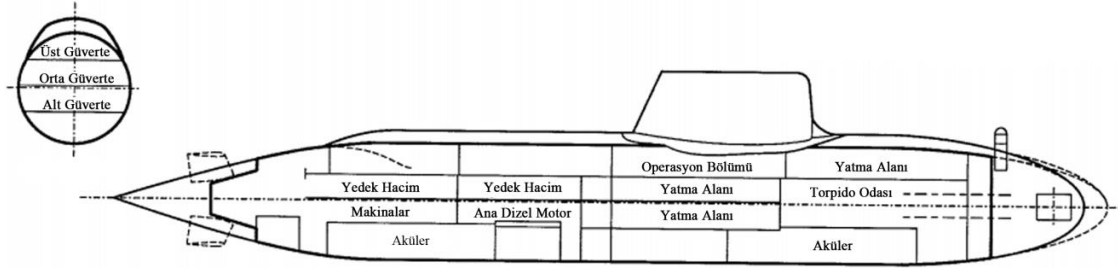 Üst Güverte
Orta Güverte
Alt Güverte
Operasyon Bölümü
Yatma Alanı
Yedek Hacim
Yedek Hacim
Yatma Alanı
Torpido Odası
Makinalar
Ana Dizel Motor
Yatma Alanı
Aküler
Aküler